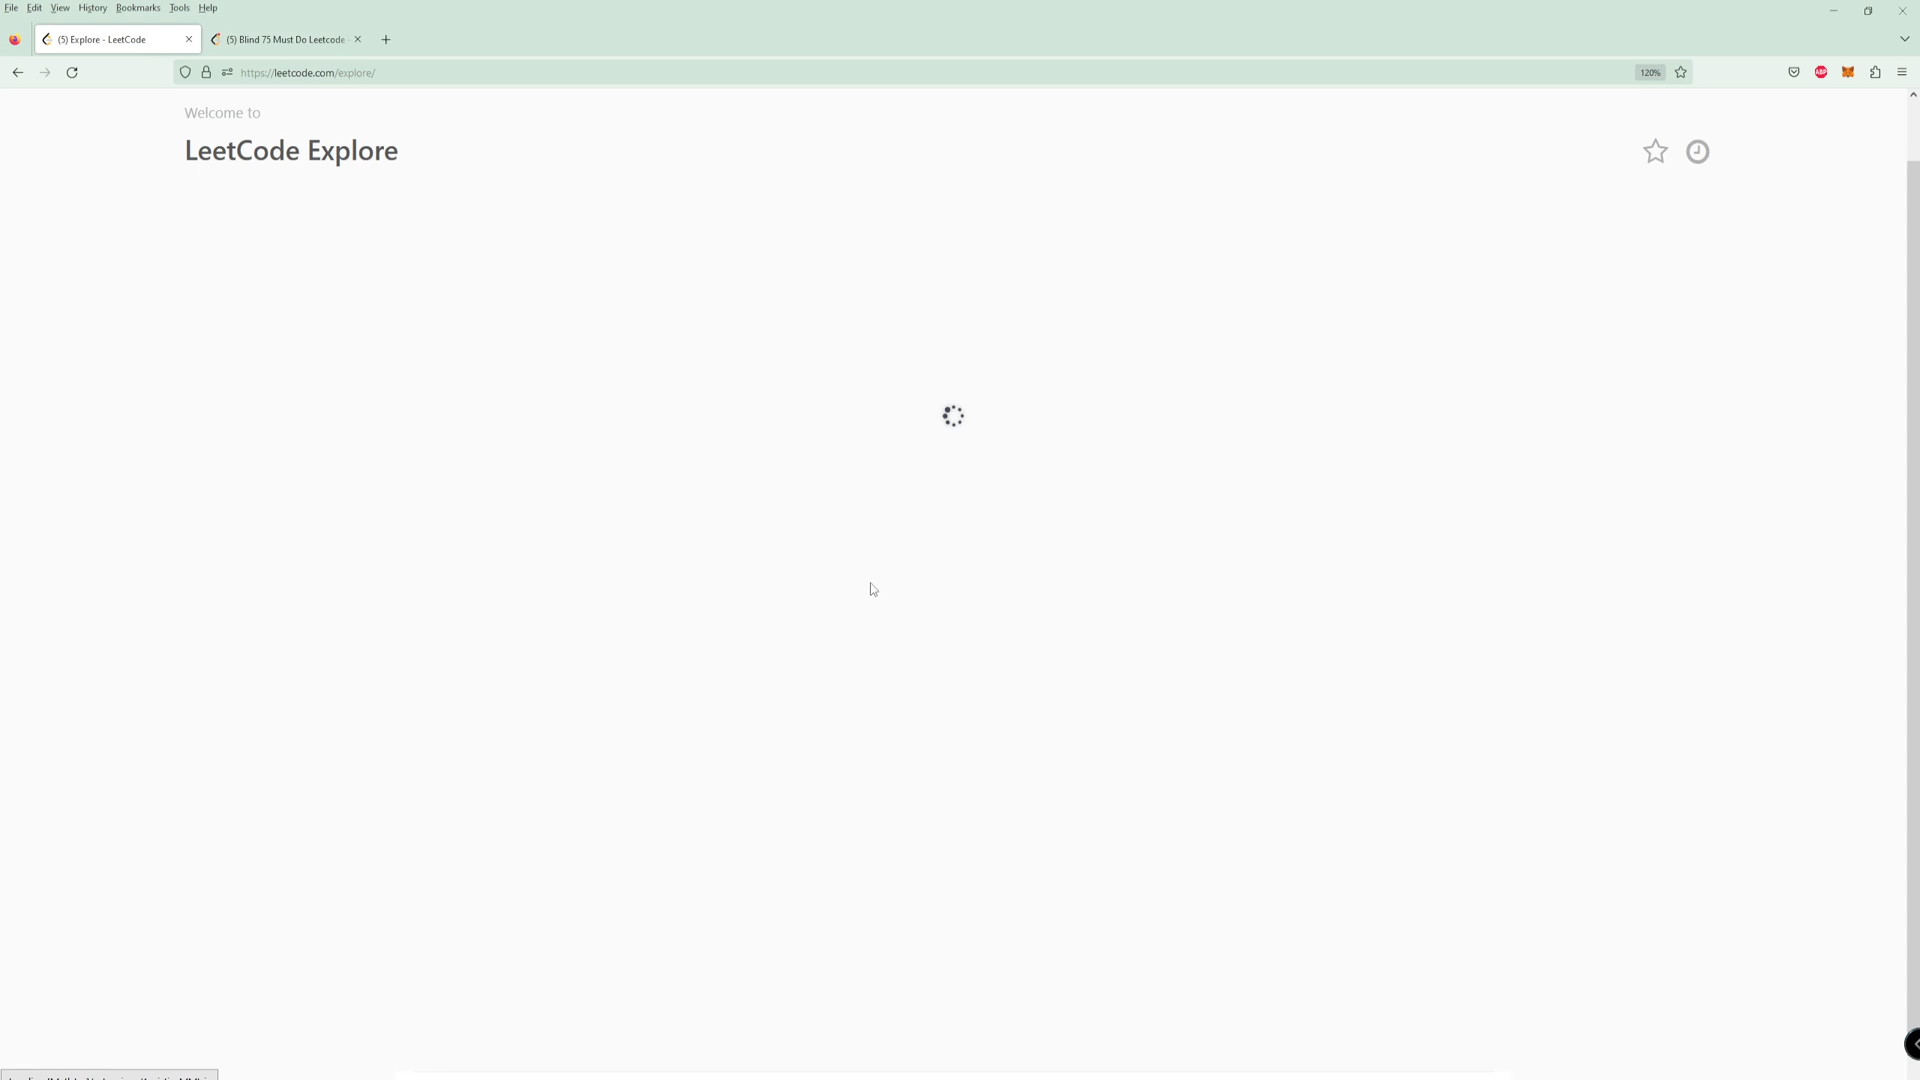 File Edit View History Bookmarks Tools Help
(5) Explore - LeetCode
(5) Blind 75 Must Do Leetcode
https://leetcode.com/explore/
120%
ABP
Welcome to
LeetCode Explore